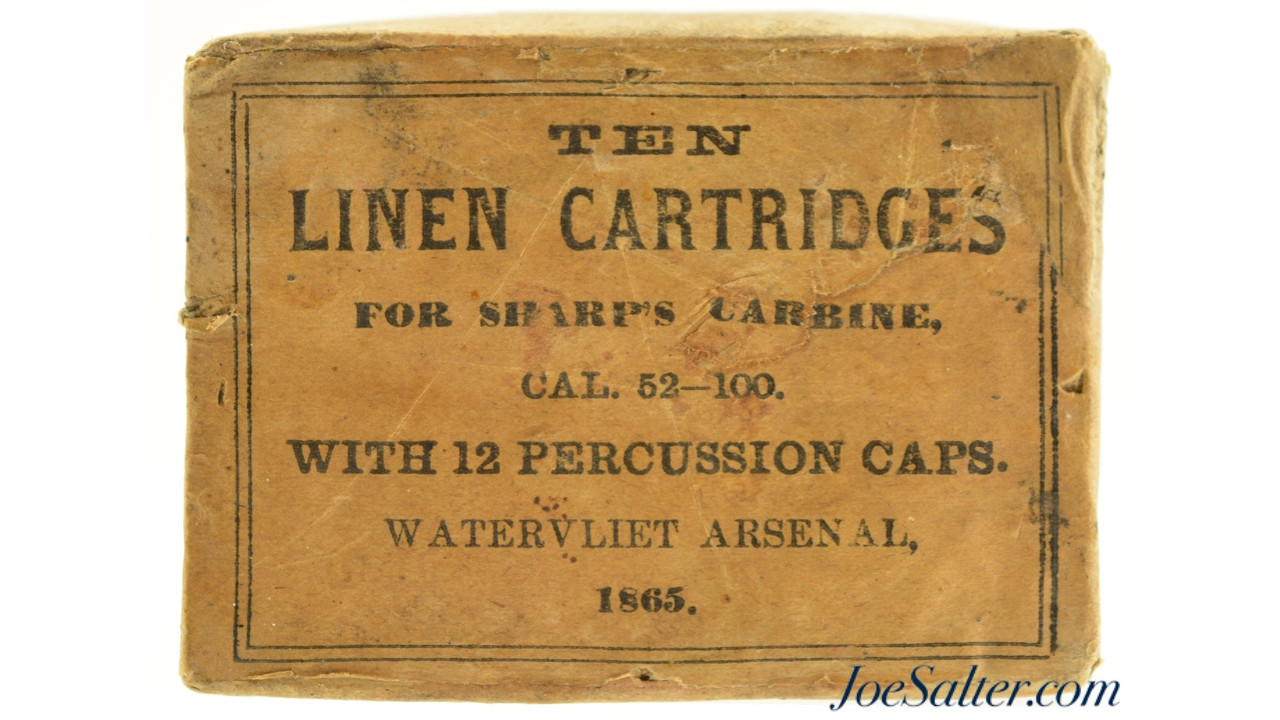 TEN
LINEN CARTRIDGES
FOR SHARP'S CARBINE,
CAL. 52—100.
WITH 12 PERCUSSION CAPS.
WATERVLIET ARSENAL,
1865.
JoeSalter.com